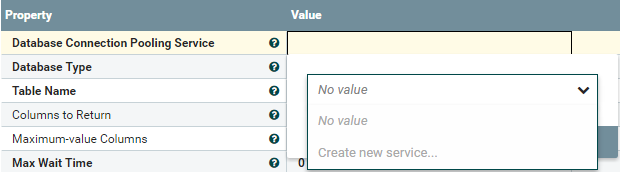 Property Value
Database Connection Pooling Service
Database Type
Table Name No value
Columns to Return No value
Maximum-value Columns Create new service...
Max Wait Time 0